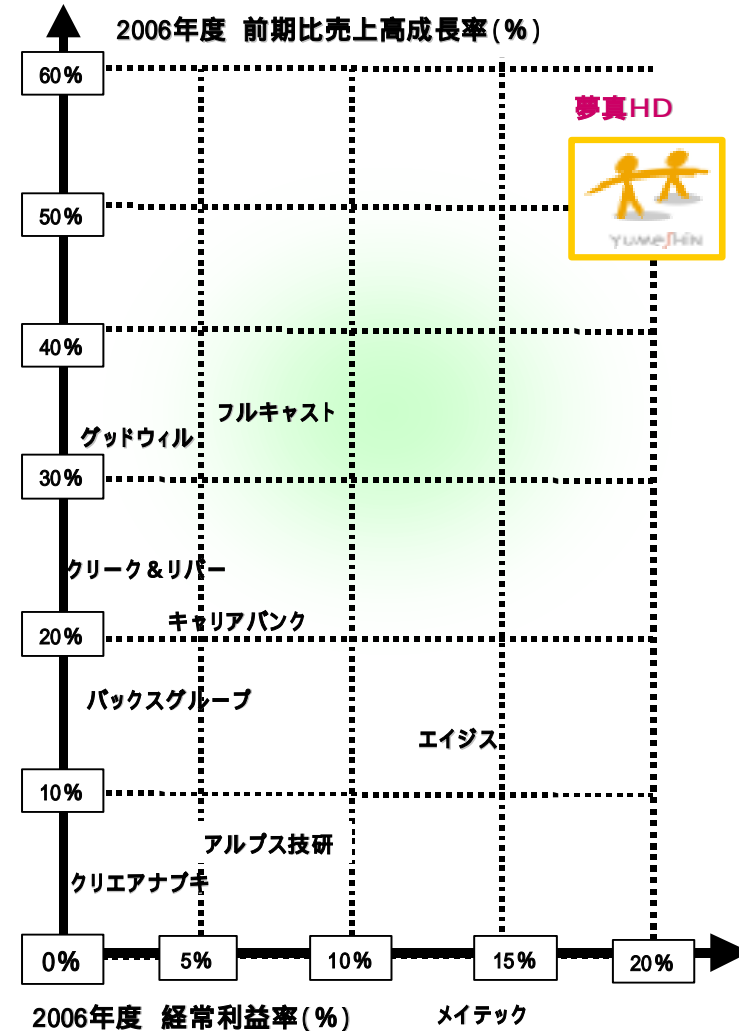 2006年度 前期比売上高成長率(%)
60%
夢真HD
50%
YUMESHIN
40%
フルキャスト
グッドウィル
30%
クリーク&リバー
キャリアバンク
20%
バックスグループ
エイジス
10%
アルプス技研
クリエアナブキ
0%
5%
10%
15%
20%
2006年度 経常利益率(%)
メイテック